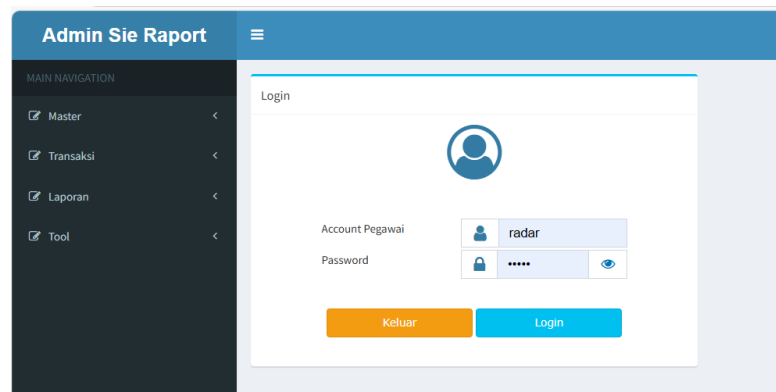 Admin Sie Raport
MAIN NAVIGATION
Master
Transaksi
Laporan
Tool
Login
Account Pegawai
radar
Password
•••••
Keluar
Login